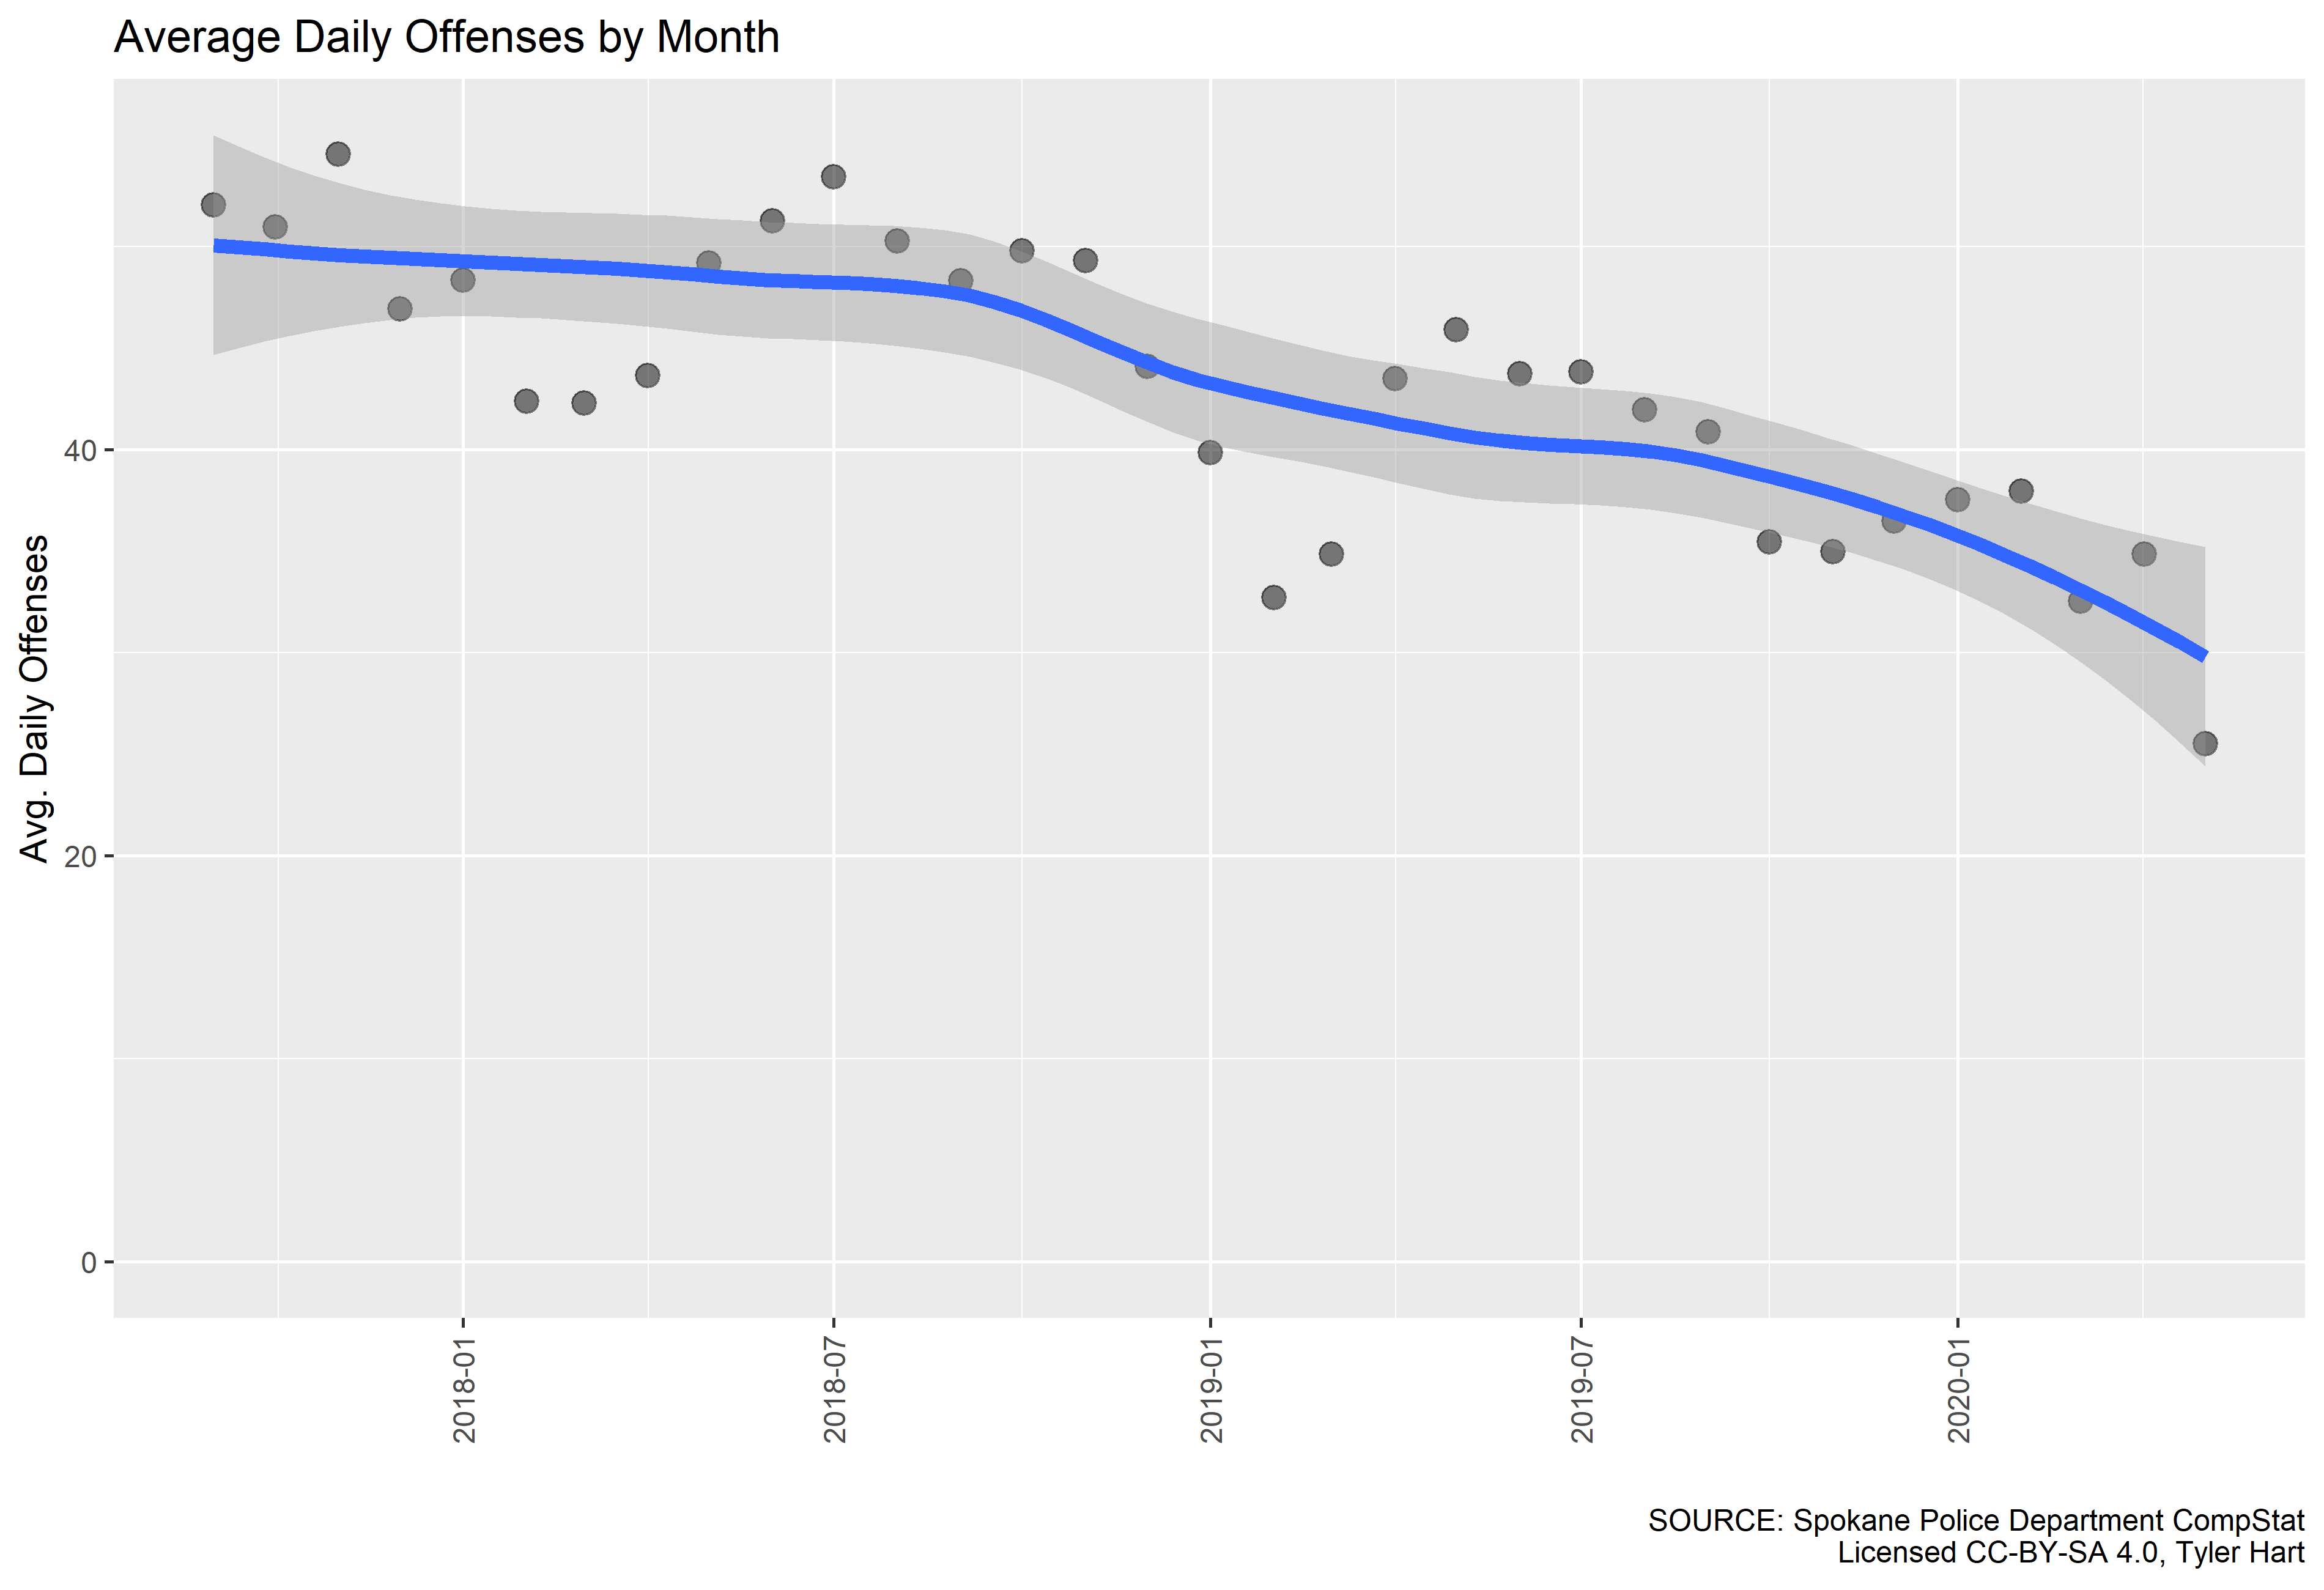 Average Daily Offenses by Month
Avg. Daily Offenses
40
20
0
2018-01
2018-07
2019-01
2019-07
2020-01
SOURCE: Spokane Police Department CompStat
Licensed CC-BY-SA 4.0, Tyler Hart